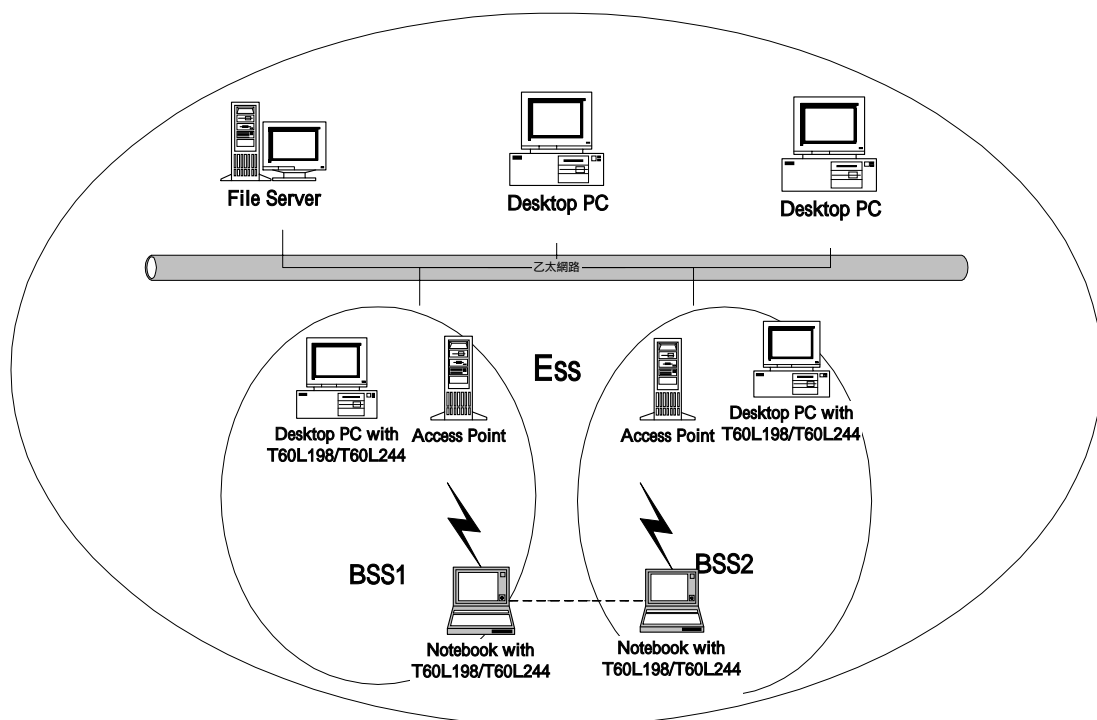 File Server
Desktop PC
Desktop PC
乙太網路
Ess
Desktop PC with
T60L198/T60L244
Access Point
Access Point
Desktop PC with
T60L198/T60L244
BSS1
BSS2
Notebook with
T60L198/T60L244
Notebook with
T60L198/T60L244